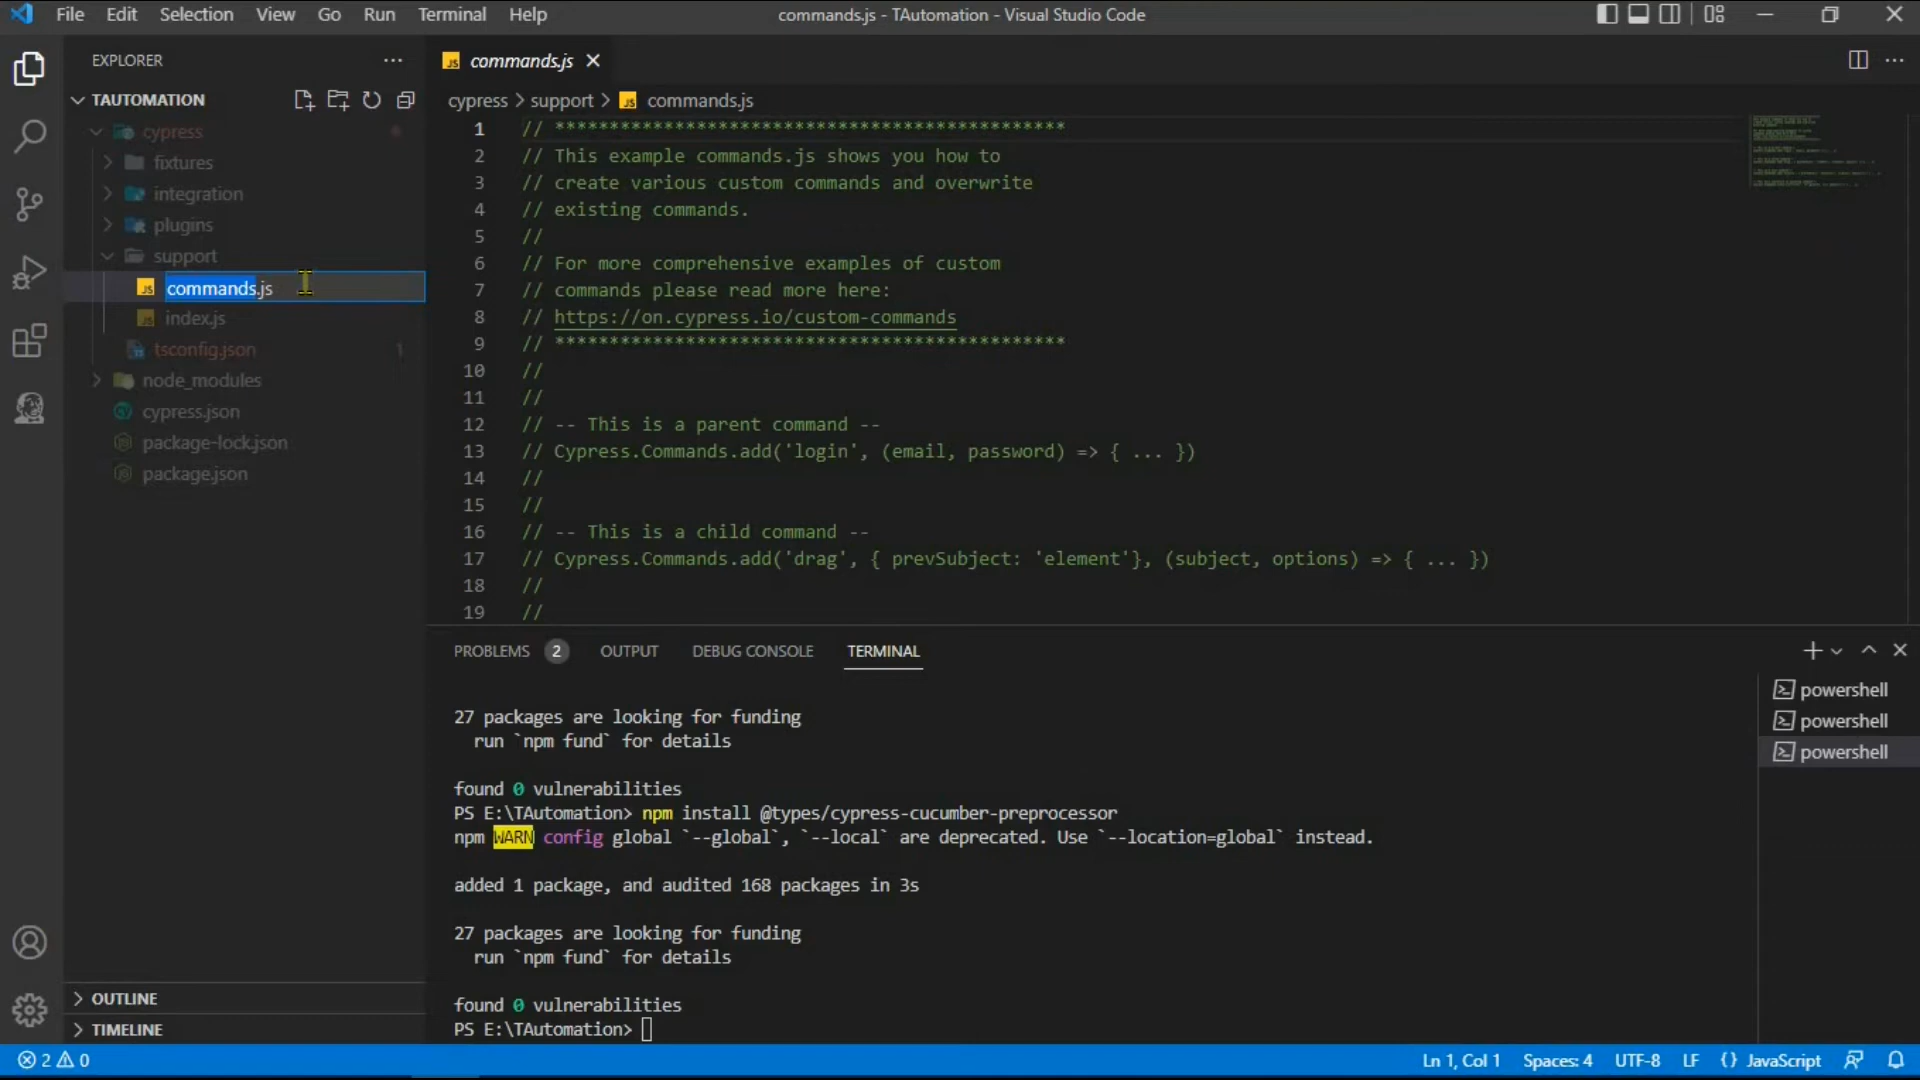 File Edit Selection View Go Run Terminal Help
commands.js - TAutomation - Visual Studio Code
EXPLORER
TAUTOMATION
cypress
fixtures
integration
plugins
support
commands.js
index.js
tsconfig.json 1
node_modules
cypress.json
package-lock.json
package.json
OUTLINE
TIMELINE
commands.js
cypress > support > JS commands.js
1 // ***********************************************
2 // This example commands.js shows you how to
3 // create various custom commands and overwrite
4 // existing commands.
5 //
6 // For more comprehensive examples of custom
7 // commands please read more here:
8 // https://on.cypress.io/custom-commands
9 // ***********************************************
10 //
11 //
12 // -- This is a parent command --
13 // Cypress.Commands.add('login', (email, password) => { ... })
14 //
15 //
16 // -- This is a child command --
17 // Cypress.Commands.add('drag', { prevSubject: 'element'}, (subject, options) => { ... })
18 //
19 //
PROBLEMS 2 OUTPUT DEBUG CONSOLE TERMINAL
27 packages are looking for funding
run `npm fund` for details
found 0 vulnerabilities
PS E:\TAutomation> npm install @types/cypress-cucumber-preprocessor
npm WARN config global `--global`, `--local` are deprecated. Use `--location=global` instead.
added 1 package, and audited 168 packages in 3s
27 packages are looking for funding
run `npm fund` for details
found 0 vulnerabilities
PS E:\TAutomation>
powershell
powershell
powershell
2 0
Ln 1, Col 1 Spaces: 4 UTF-8 LF {} JavaScript